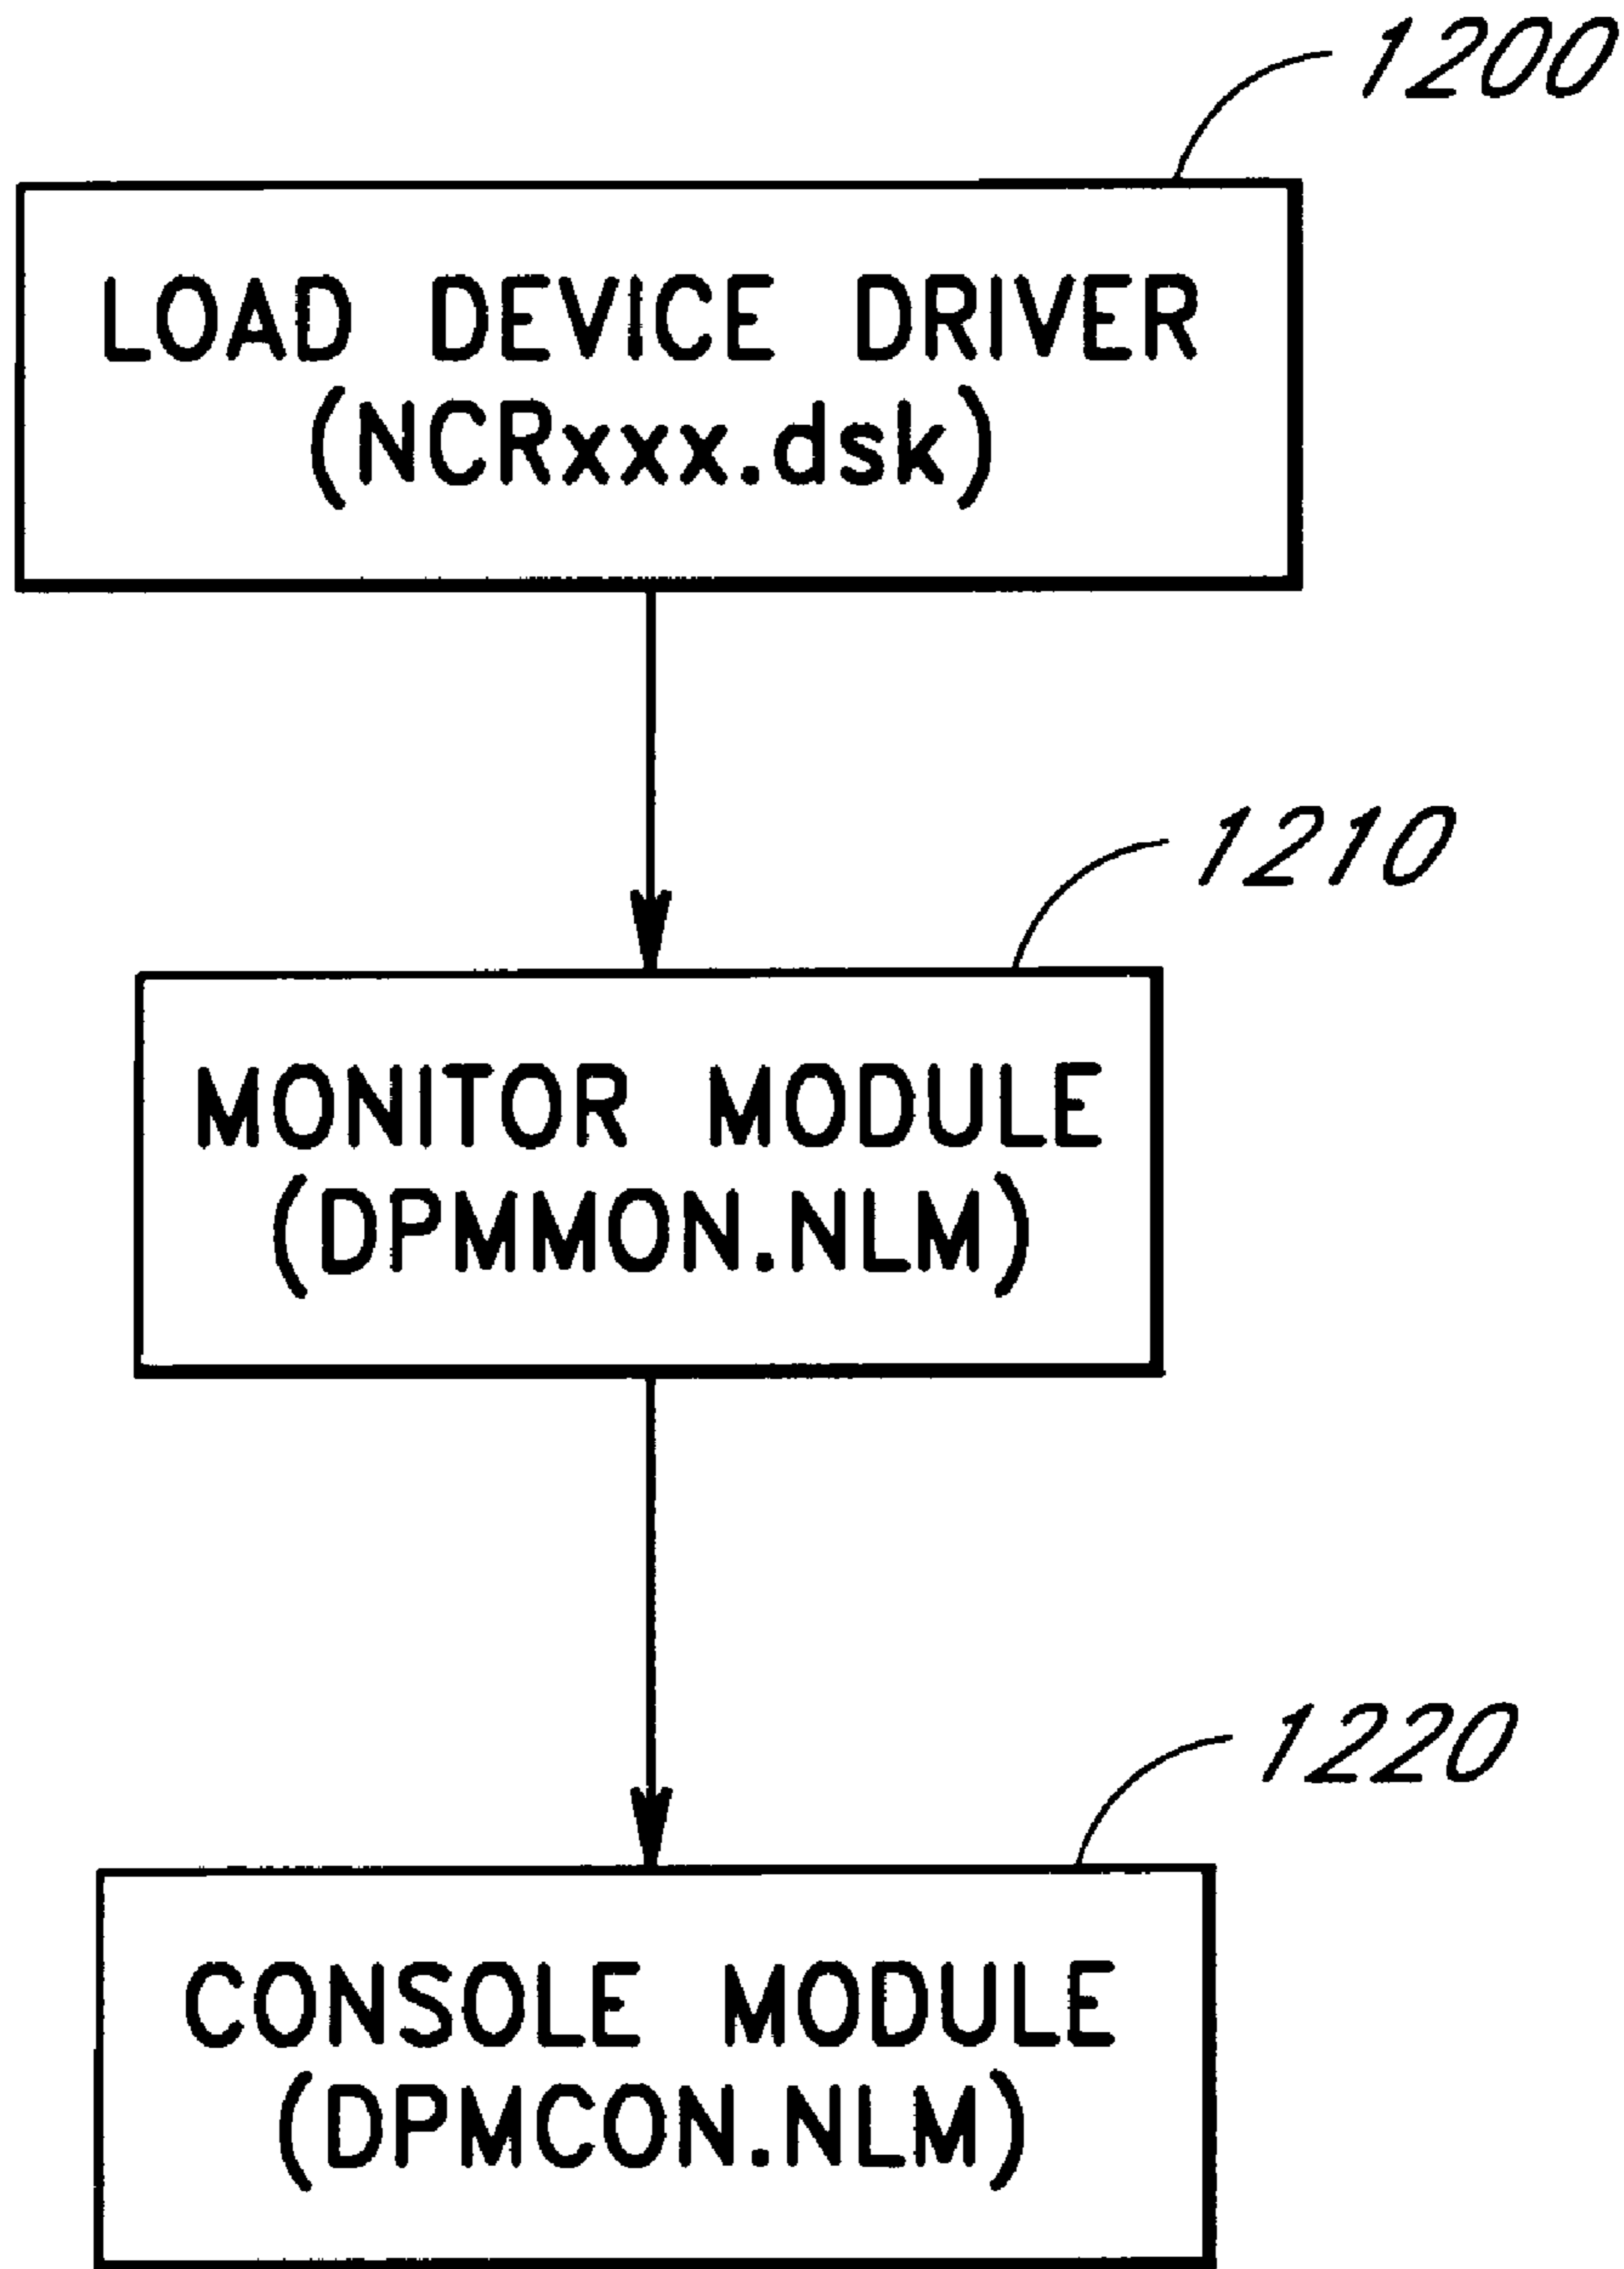 1200
LOAD DEVICE DRIVER
(NCRxxx.dsk)
1210
MONITOR MODULE
(DPMMON.NLM)
1220
CONSOLE MODULE
(DPMCON.NLM)